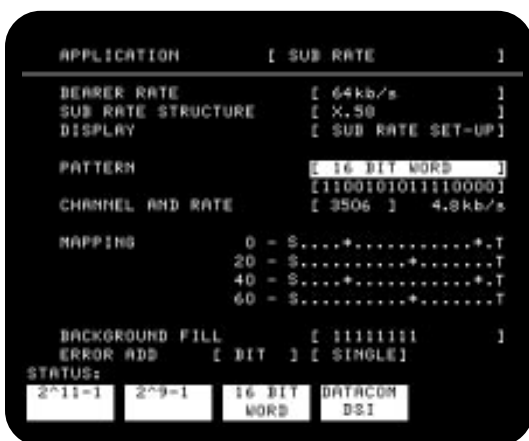 APPLICATION [ SUB RATE ]
BEARER RATE [ 64kb/s ]
SUB RATE STRUCTURE [ X.50 ]
DISPLAY [ SUB RATE SET-UP]
PATTERN [ 16 BIT WORD ]
[1100101011110000]
CHANNEL AND RATE [ 3506 ] 4.8kb/s
MAPPING 0 - S....*...........*.T
20 - S..........*.......T
40 - S....*...........*.T
60 - S..........*.......T
BACKGROUND FILL [ 11111111 ]
ERROR ADD [ BIT ] [ SINGLE]
STATUS:
2^11-1 2^9-1 16 BIT DATACOM
WORD DSI